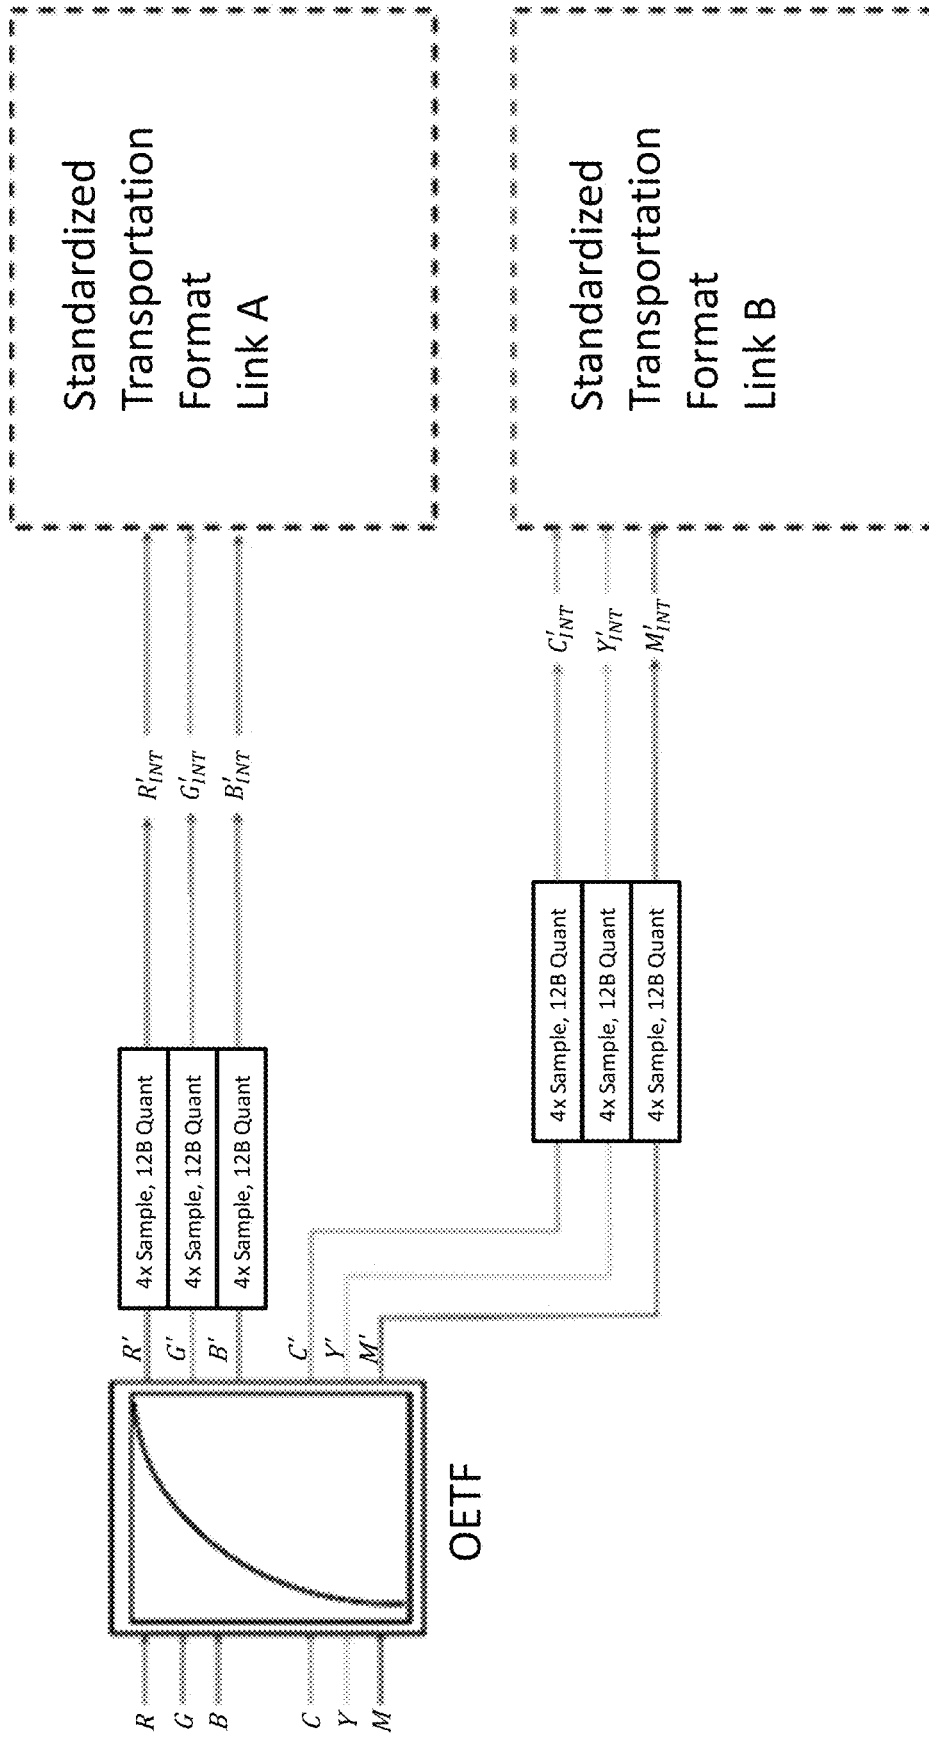 R
G
B
C
Y
M
OETF
R'
G'
B'
C'
Y'
M'
4x Sample, 12B Quant
4x Sample, 12B Quant
4x Sample, 12B Quant
4x Sample, 12B Quant
4x Sample, 12B Quant
4x Sample, 12B Quant
R'INT
G'INT
B'INT
C'INT
Y'INT
M'INT
Standardized
Transportation
Format
Link A
Standardized
Transportation
Format
Link B